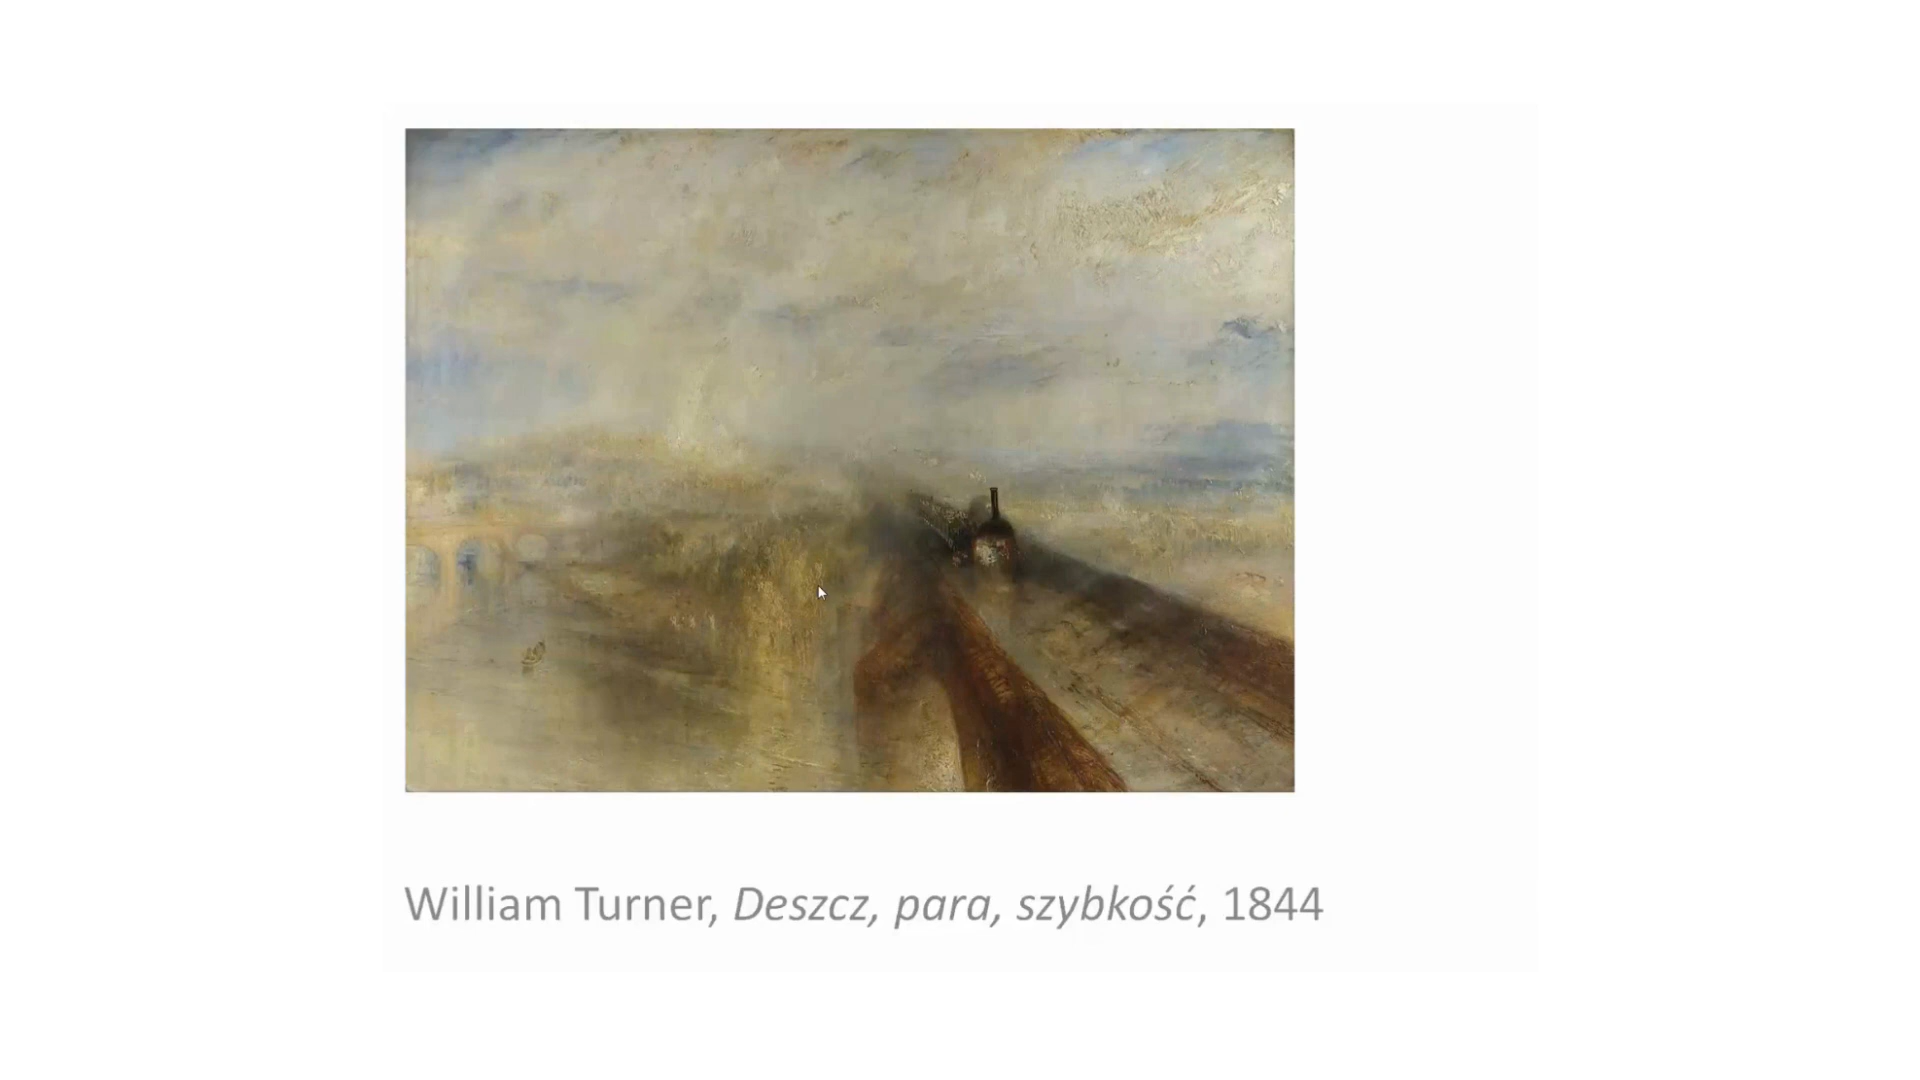 William Turner, Deszcz, para, szybkość, 1844